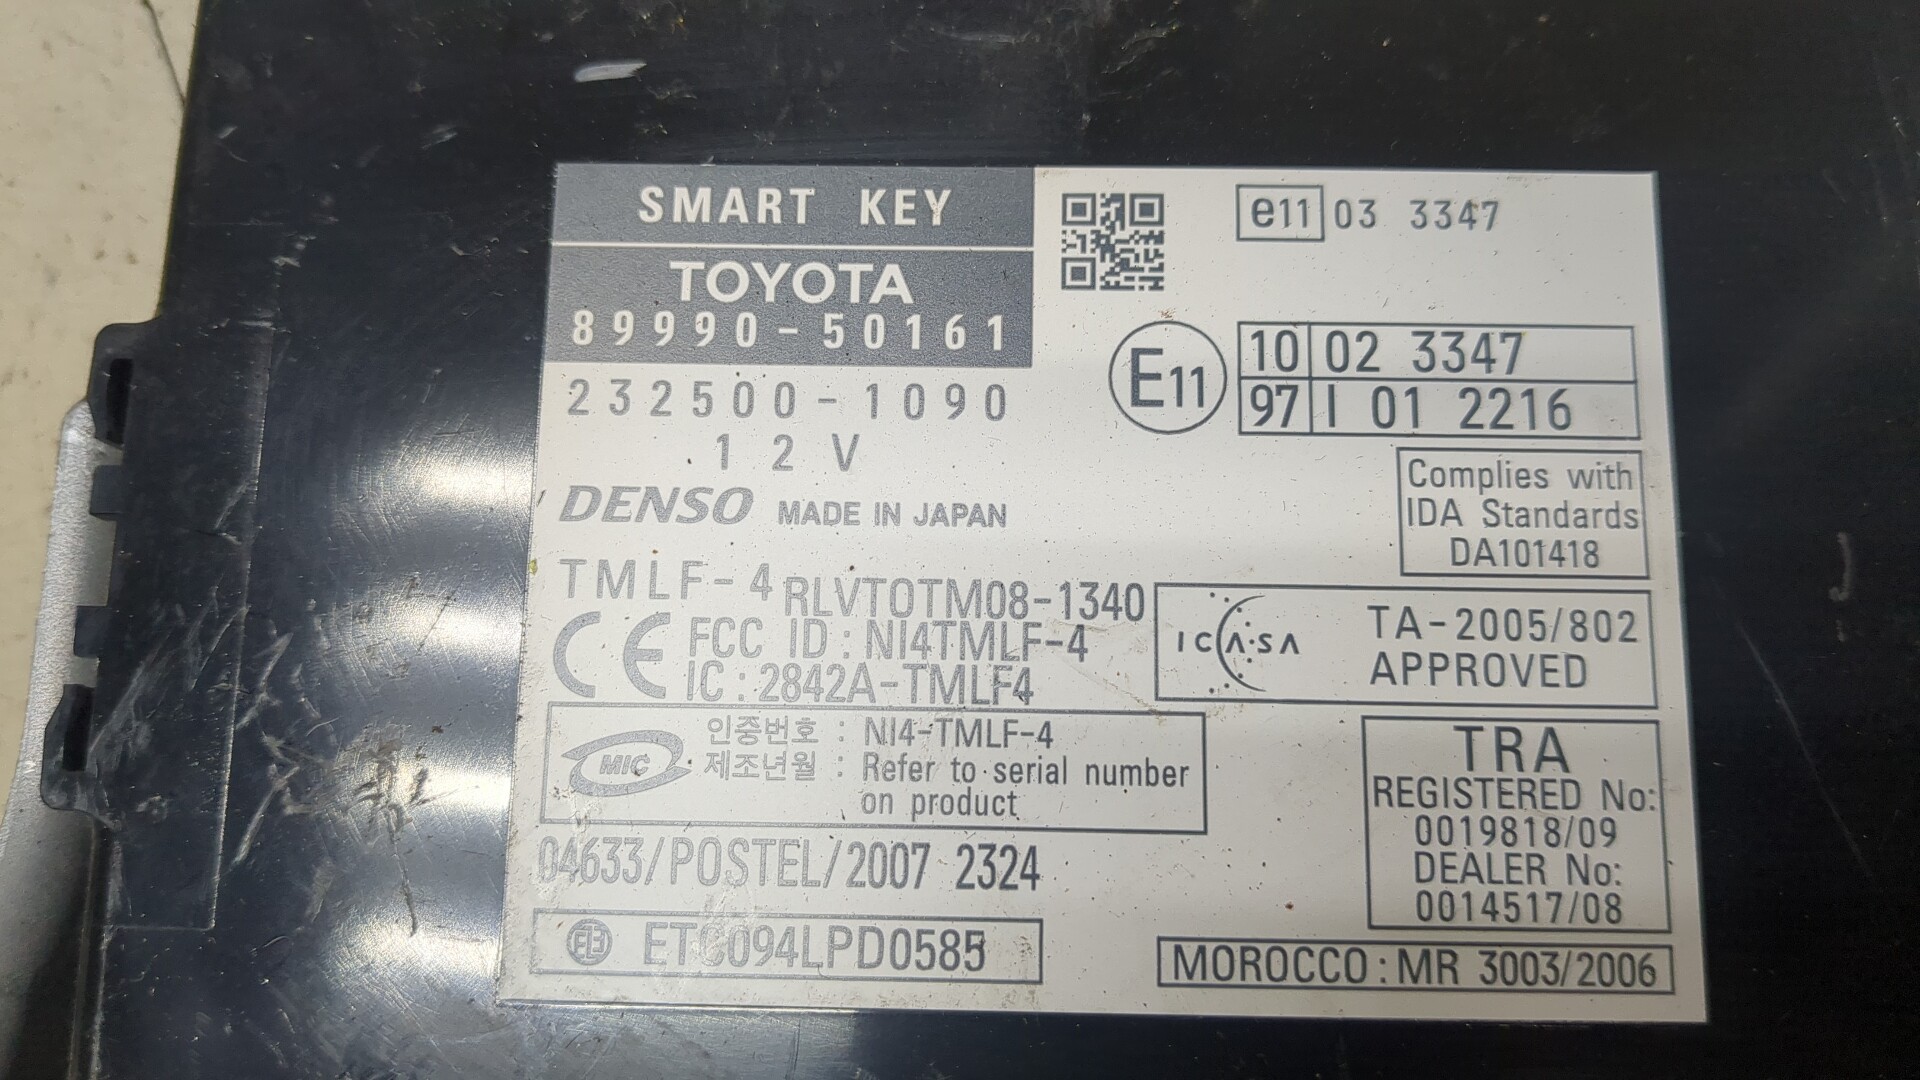 SMART KEY
TOYOTA
89990-50161
232500-1090
12V
DENSO MADE IN JAPAN
TMLF-4 RLVTOTM08-1340
CE FCC ID : NI4TMLF-4
IC : 2842A-TMLF4
MIC 인증번호 : NI4-TMLF-4
제조년월 : Refer to serial number
on product
04633/POSTEL/2007 2324
ETC094LPD0585
e11 03 3347
E11 10 02 3347
97 I 01 2216
Complies with
IDA Standards
DA101418
ICASA TA-2005/802
APPROVED
TRA
REGISTERED No:
0019818/09
DEALER No:
0014517/08
MOROCCO : MR 3003/2006